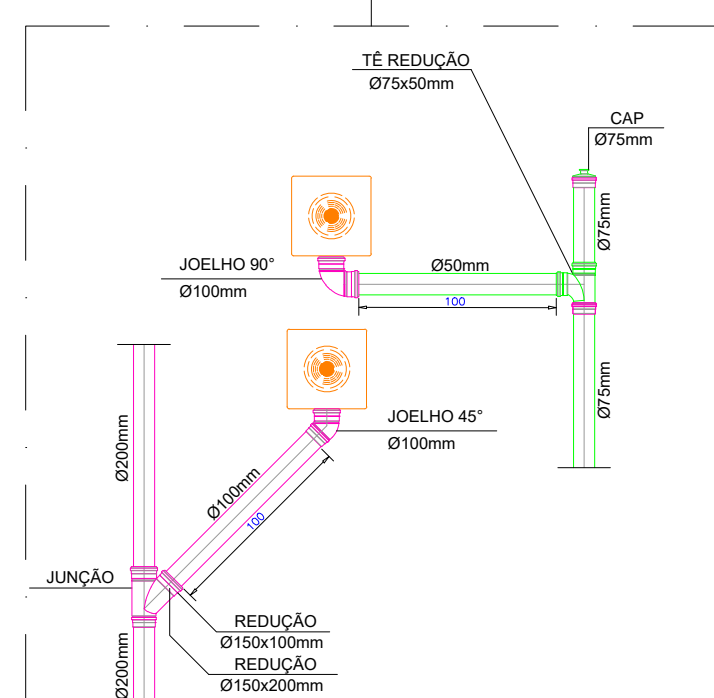 TÊ REDUÇÃO
Ø75x50mm
CAP
Ø75mm
Ø75mm
JOELHO 90°
Ø100mm
Ø50mm
100
Ø75mm
JOELHO 45°
Ø100mm
Ø200mm
Ø100mm
100
JUNÇÃO
REDUÇÃO
Ø150x100mm
REDUÇÃO
Ø150x200mm
Ø200mm